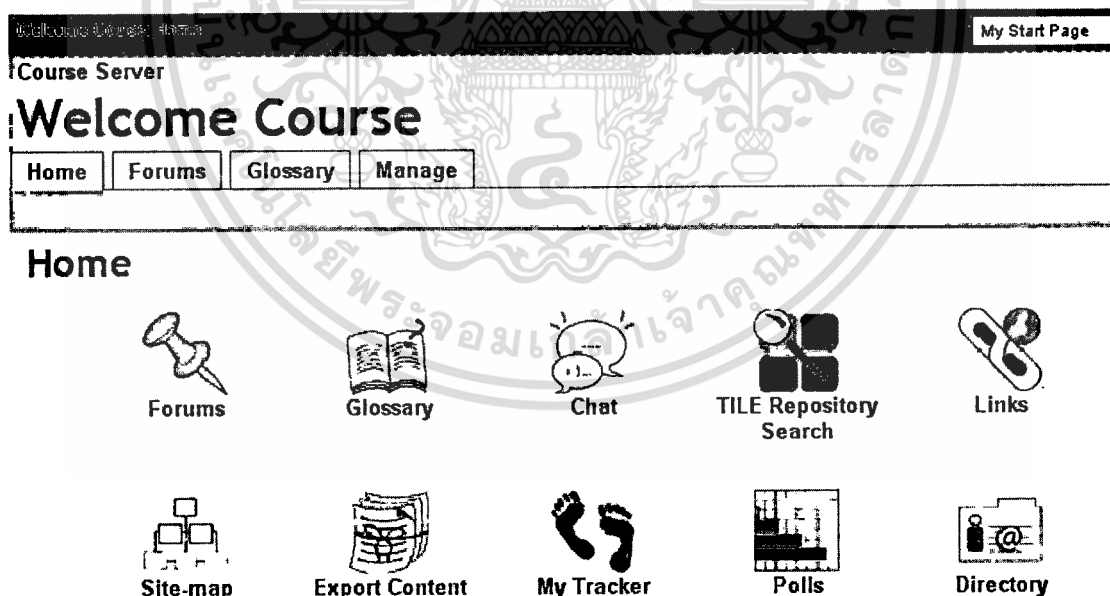 Welcome Course: Home
My Start Page
Course Server
Welcome Course
Home Forums Glossary Manage
Home
Forums Glossary Chat TILE Repository Search Links
Site-map Export Content My Tracker Polls Directory